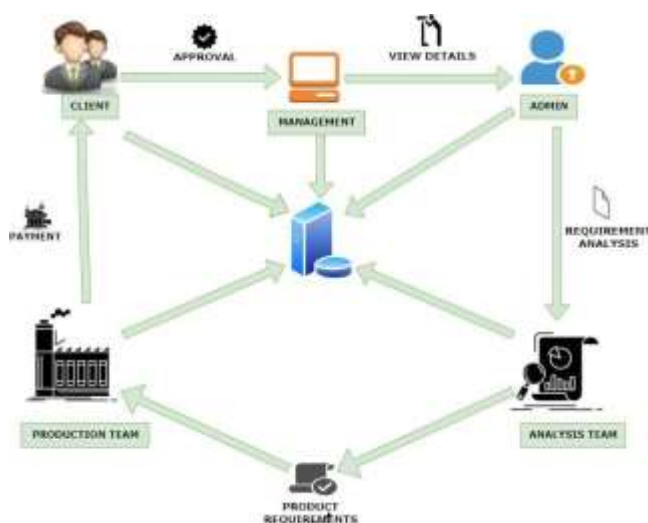 APPROVAL
VIEW DETAILS
CLIENT
MANAGEMENT
ADMIN
PAYMENT
REQUIREMENT
ANALYSIS
PRODUCTION TEAM
ANALYSIS TEAM
PRODUCT
REQUIREMENTS